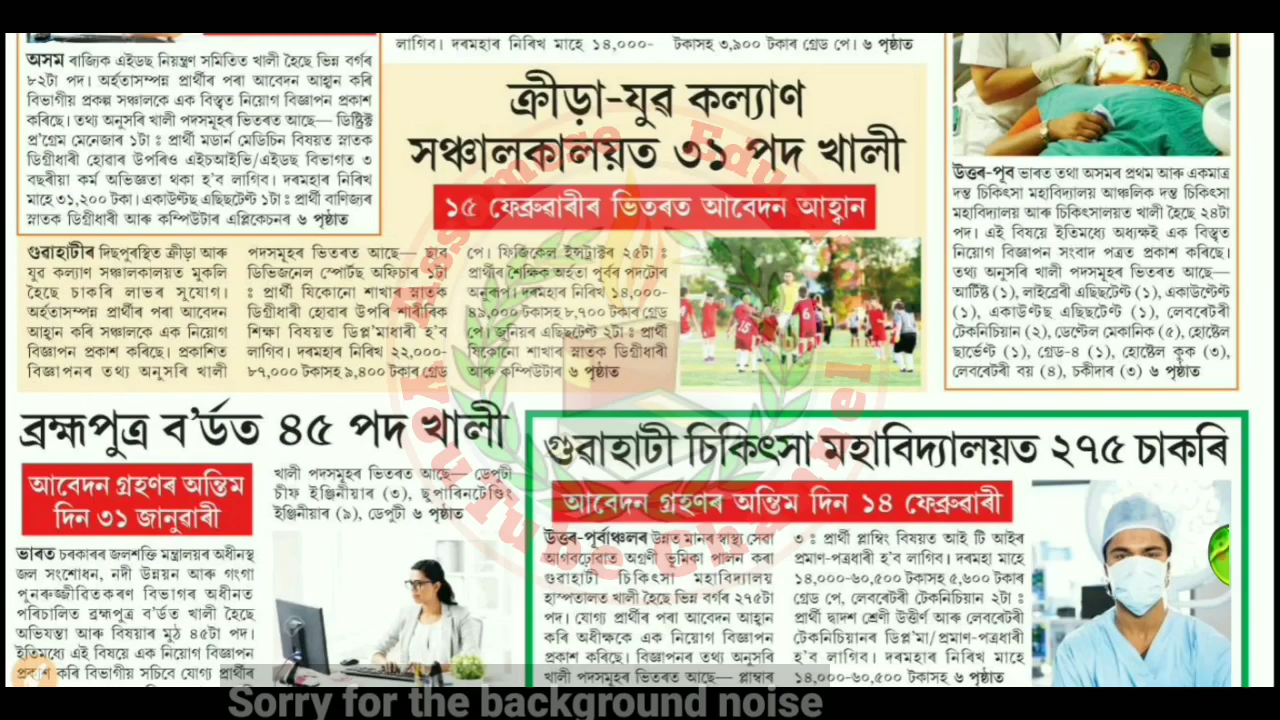 অসম ৰাজ্যিক এইডছ নিয়ন্ত্ৰণ সমিতিত খালী হৈছে ভিন্ন বৰ্গৰ
৮২টা পদ। অৰ্হতাসম্পন্ন প্ৰাৰ্থীৰ পৰা আবেদন আহ্বান কৰি
বিভাগীয় প্ৰকল্প সঞ্চালকে এক বিস্তৃত নিয়োগ বিজ্ঞাপন প্ৰকাশ
কৰিছে। তথ্য অনুসৰি খালী পদসমূহৰ ভিতৰত আছে— ডিষ্ট্ৰিক্ট
প্ৰ'গ্ৰেম মেনেজাৰ ১টা : প্ৰাৰ্থী মডাৰ্ন মেডিচিন বিষয়ত স্নাতক
ডিগ্ৰীধাৰী হোৱাৰ উপৰিও এইচআইভি/এইডছ বিভাগত ৩
বছৰীয়া কৰ্ম অভিজ্ঞতা থকা হ'ব লাগিব। দৰমহাৰ নিৰিখ
মাহে ৩১,২০০ টকা। একাউণ্টছ এছিছটেণ্ট ১টা : প্ৰাৰ্থী বাণিজ্যৰ
স্নাতক ডিগ্ৰীধাৰী আৰু কম্পিউটাৰ এপ্লিকেচনৰ ৬ পৃষ্ঠাত
লাগিব। দৰমহাৰ নিৰিখ মাহে ১৪,০০০-
টকাসহ ৩,৯০০ টকাৰ গ্ৰেড পে। ৬ পৃষ্ঠাত
ক্ৰীড়া-যুৱ কল্যাণ
সঞ্চালকালয়ত ৩১ পদ খালী
১৫ ফেব্ৰুৱাৰীৰ ভিতৰত আবেদন আহ্বান
গুৱাহাটীৰ দিছপুৰস্থিত ক্ৰীড়া আৰু
যুৱ কল্যাণ সঞ্চালকালয়ত মুকলি
হৈছে চাকৰি লাভৰ সুযোগ।
অৰ্হতাসম্পন্ন প্ৰাৰ্থীৰ পৰা আবেদন
আহ্বান কৰি সঞ্চালকে এক নিয়োগ
বিজ্ঞাপন প্ৰকাশ কৰিছে। প্ৰকাশিত
বিজ্ঞাপনৰ তথ্য অনুসৰি খালী
পদসমূহৰ ভিতৰত আছে— ছাব
ডিভিজনেল স্পোৰ্টছ অফিচাৰ ১টা
: প্ৰাৰ্থী যিকোনো শাখাৰ স্নাতক
ডিগ্ৰীধাৰী হোৱাৰ উপৰি শাৰীৰিক
শিক্ষা বিষয়ত ডিপ্ল'মাধাৰী হ'ব
লাগিব। দৰমহাৰ নিৰিখ ২২,০০০-
৮৭,০০০ টকাসহ ৯,৪০০ টকাৰ গ্ৰেড
পে। ফিজিকেল ইন্সট্ৰাক্টৰ ২৫টা :
প্ৰাৰ্থীৰ শৈক্ষিক অৰ্হতা পূৰ্বৰ পদটোৰ
অনুৰূপ। দৰমহাৰ নিৰিখ ১৪,০০০-
৪৯,০০০ টকাসহ ৮,৭০০ টকাৰ গ্ৰেড
পে। জুনিয়ৰ এছিছটেণ্ট ২টা : প্ৰাৰ্থী
যিকোনো শাখাৰ স্নাতক ডিগ্ৰীধাৰী
আৰু কম্পিউটাৰ ৬ পৃষ্ঠাত
উত্তৰ-পূব ভাৰত তথা অসমৰ প্ৰথম আৰু একমাত্ৰ
দন্ত চিকিৎসা মহাবিদ্যালয় আঞ্চলিক দন্ত চিকিৎসা
মহাবিদ্যালয় আৰু চিকিৎসালয়ত খালী হৈছে ২৪টা
পদ। এই বিষয়ে ইতিমধ্যে অধ্যক্ষই এক বিস্তৃত
নিয়োগ বিজ্ঞাপন সংবাদ পত্ৰত প্ৰকাশ কৰিছে।
তথ্য অনুসৰি খালী পদসমূহৰ ভিতৰত আছে—
আৰ্টিষ্ট (১), লাইব্ৰেৰী এছিছটেণ্ট (১), একাউণ্টেণ্ট
(১), একাউণ্টছ এছিছটেণ্ট (১), লেবৰেটৰী
টেকনিচিয়ান (২), ডেণ্টেল মেকানিক (৫), হোষ্টেল
ছাৰ্ভেণ্ট (১), গ্ৰেড-৪ (১), হোষ্টেল কুক (৩),
লেবৰেটৰী বয় (৪), চকীদাৰ (৩) ৬ পৃষ্ঠাত
ব্ৰহ্মপুত্ৰ ব'ৰ্ডত ৪৫ পদ খালী
আবেদন গ্ৰহণৰ অন্তিম
দিন ৩১ জানুৱাৰী
ভাৰত চৰকাৰৰ জলশক্তি মন্ত্ৰালয়ৰ অধীনস্থ
জল সংশোধন, নদী উন্নয়ন আৰু গংগা
পুনৰুজ্জীৱিতকৰণ বিভাগৰ অধীনত
পৰিচালিত ব্ৰহ্মপুত্ৰ ব'ৰ্ডত খালী হৈছে
অভিযন্তা আৰু বিষয়াৰ মুঠ ৪৫টা পদ।
ইতিমধ্যে এই বিষয়ে এক নিয়োগ বিজ্ঞাপন
প্ৰকাশ কৰি বিভাগীয় সচিবে যোগ্য প্ৰাৰ্থীৰ
খালী পদসমূহৰ ভিতৰত আছে— ডেপুটী
চীফ ইঞ্জিনীয়াৰ (৩), ছুপাৰিনটেণ্ডিং
ইঞ্জিনীয়াৰ (৯), ডেপুটী ৬ পৃষ্ঠাত
গুৱাহাটী চিকিৎসা মহাবিদ্যালয়ত ২৭৫ চাকৰি
আবেদন গ্ৰহণৰ অন্তিম দিন ১৪ ফেব্ৰুৱাৰী
উত্তৰ-পূৰ্বাঞ্চলৰ উন্নত মানৰ স্বাস্থ্য সেৱা
আগবঢ়োৱাত অগ্ৰণী ভূমিকা পালন কৰা
গুৱাহাটী চিকিৎসা মহাবিদ্যালয়
হাস্পতালত খালী হৈছে ভিন্ন বৰ্গৰ ২৭৫টা
পদ। যোগ্য প্ৰাৰ্থীৰ পৰা আবেদন আহ্বান
কৰি অধীক্ষকে এক নিয়োগ বিজ্ঞাপন
প্ৰকাশ কৰিছে। বিজ্ঞাপনৰ তথ্য অনুসৰি
খালী পদসমূহৰ ভিতৰত আছে— প্লাম্বাৰ
৩ : প্ৰাৰ্থী প্লাম্বিং বিষয়ত আই টি আইৰ
প্ৰমাণ-পত্ৰধাৰী হ'ব লাগিব। দৰমহা মাহে
১৪,০০০-৬০,৫০০ টকাসহ ৫,৬০০ টকাৰ
গ্ৰেড পে, লেবৰেটৰী টেকনিচিয়ান ২টা :
প্ৰাৰ্থী দ্বাদশ শ্ৰেণী উত্তীৰ্ণ আৰু লেবৰেটৰী
টেকনিচিয়ানৰ ডিপ্ল'মা/প্ৰমাণ-পত্ৰধাৰী
হ'ব লাগিব। দৰমহাৰ নিৰিখ মাহে
১৪,০০০-৬০,৫০০ টকাসহ ৬ পৃষ্ঠাত
Sorry for the background noise